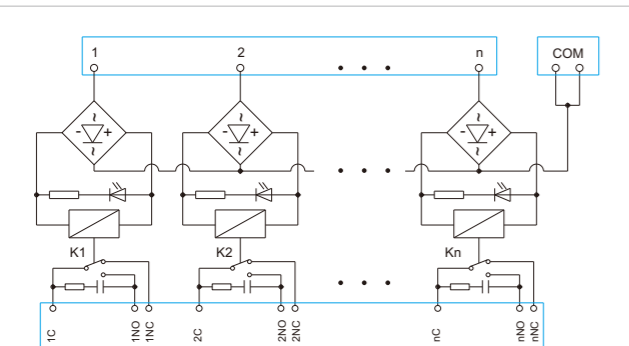 1 2 n COM
~ ~ ~
- + - + - +
~ ~ ~
K1 K2 Kn
1C 1NO 1NC 2C 2NO 2NC nC nNO nNC